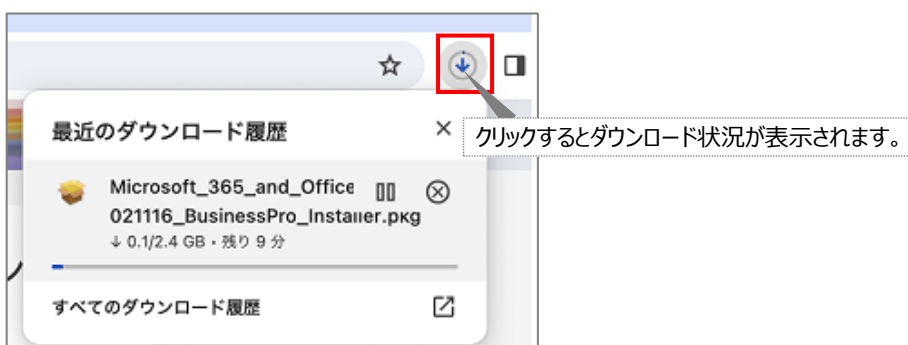 最近のダウンロード履歴
クリックするとダウンロード状況が表示されます。
Microsoft_365_and_Office
021116_BusinessPro_Installer.pkg
↓ 0.1/2.4 GB・残り 9 分
すべてのダウンロード履歴